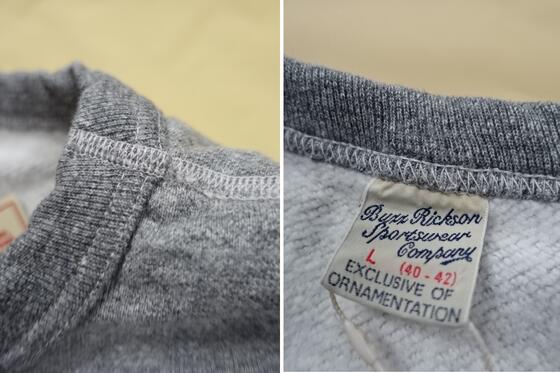 Buzz Rickson
Sportswear
Company
L (40-42)
EXCLUSIVE OF
ORNAMENTATION